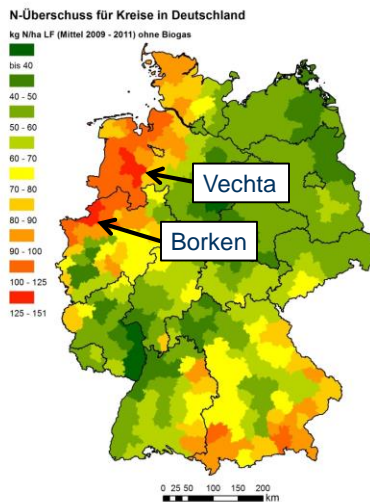 N-Überschuss für Kreise in Deutschland
kg N/ha LF (Mittel 2009 - 2011) ohne Biogas
bis 40
40 - 50
50 - 60
60 - 70
70 - 80
80 - 90
90 - 100
100 - 125
125 - 151
Vechta
Borken
0 25 50 100 150 200
km